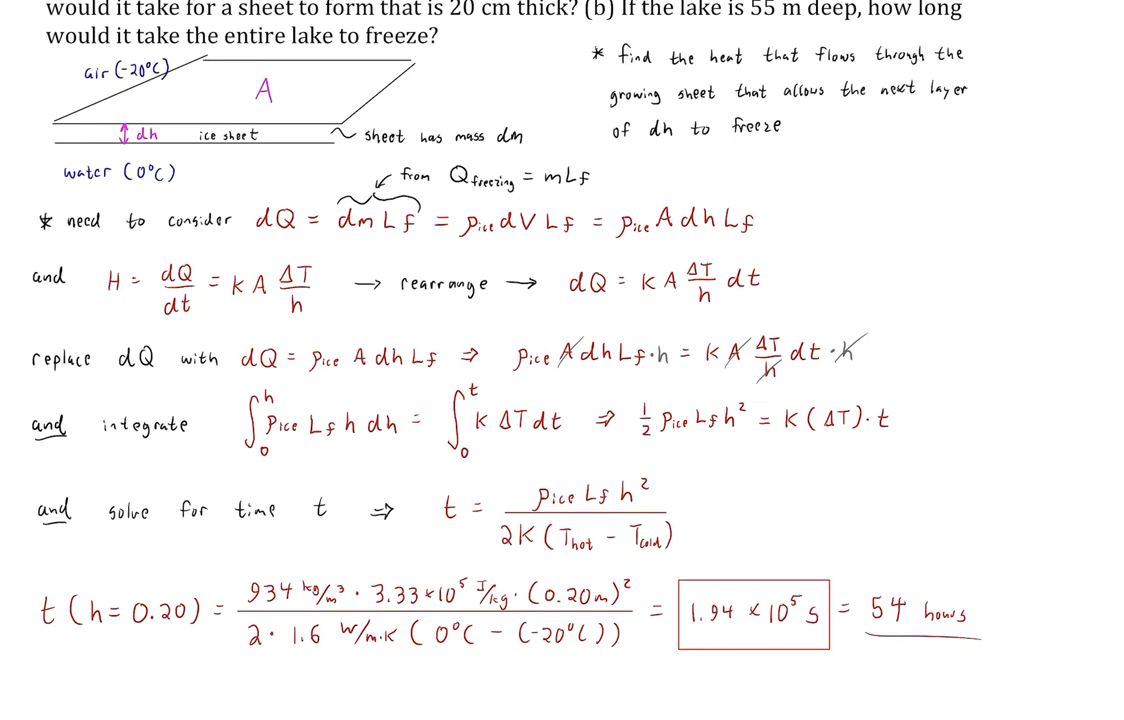 would it take for a sheet to form that is 20 cm thick? (b) If the lake is 55 m deep, how long
would it take the entire lake to freeze?
air (-20°C)
A
dh ice sheet
sheet has mass dm
water (0°C)
* find the heat that flows through the
growing sheet that allows the next layer
of dh to freeze
from Q freezing = mLf
* need to consider dQ = dm Lf = ρice dV Lf = ρice A dh Lf
and H = dQ/dt = k A ΔT/h → rearrange → dQ = k A ΔT/h dt
replace dQ with dQ = ρice A dh Lf ⇒ ρice A dh Lf · h = k A ΔT/h dt · h
and integrate ∫₀ʰ ρice Lf h dh = ∫₀ᵗ k ΔT dt ⇒ 1/2 ρice Lf h² = k (ΔT) · t
and solve for time t ⇒ t = ρice Lf h² / 2k (Thot - Tcold)
t (h = 0.20) = 934 kg/m³ · 3.33 × 10⁵ J/kg · (0.20m)² / 2 · 1.6 W/m·K (0°C - (-20°C)) = 1.94 × 10⁵ s = 54 hours